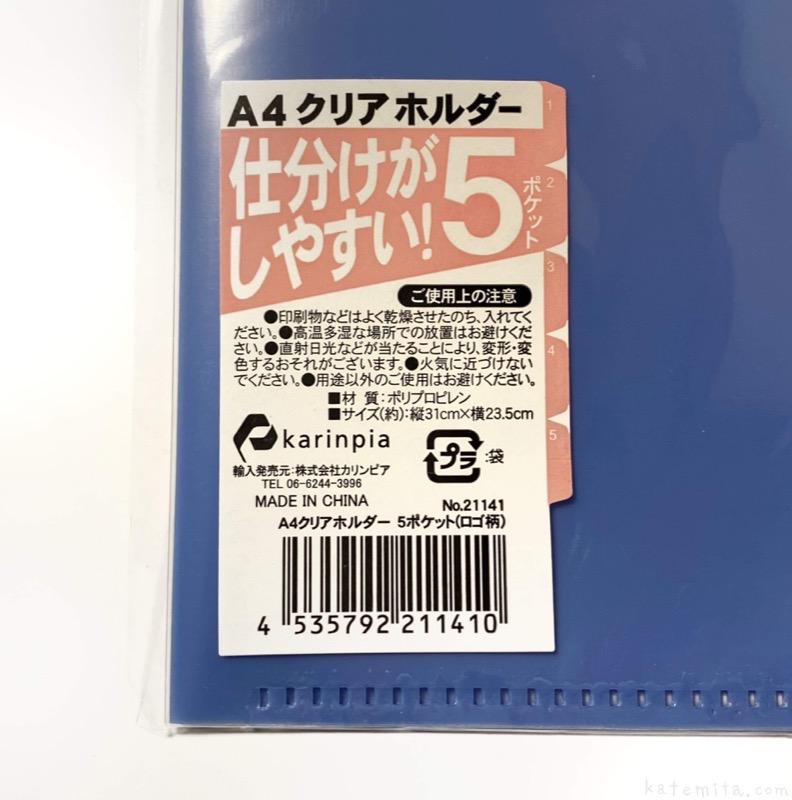 A4クリアホルダー
仕分けが
しやすい!
5
ポケット
1
2
3
4
5
ご使用上の注意
●印刷物などはよく乾燥させたのち、入れてく
ださい。●高温多湿な場所での放置はお避けくだ
さい。●直射日光などが当たることにより、変形・変
色するおそれがございます。●火気に近づけない
でください。●用途以外のご使用はお避けください。
■材 質:ポリプロピレン
■サイズ(約):縦31cm×横23.5cm
karinpia
プラ :袋
輸入発売元:株式会社カリンピア
TEL 06-6244-3996
MADE IN CHINA
No.21141
A4クリアホルダー 5ポケット(ロゴ柄)
4 535792 211410
katemita.com